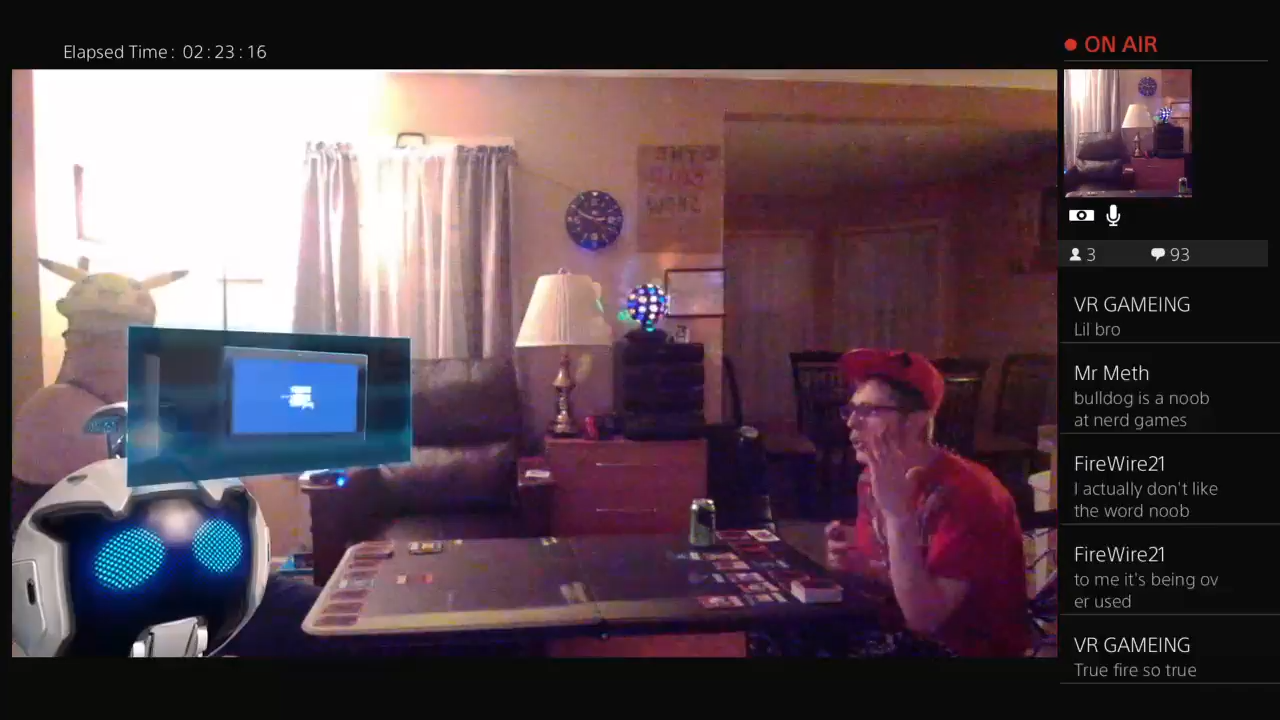 Elapsed Time: 02:23:16
ON AIR
3
93
VR GAMEING
Lil bro
Mr Meth
bulldog is a noob
at nerd games
FireWire21
I actually don't like
the word noob
FireWire21
to me it's being ov
er used
VR GAMEING
True fire so true